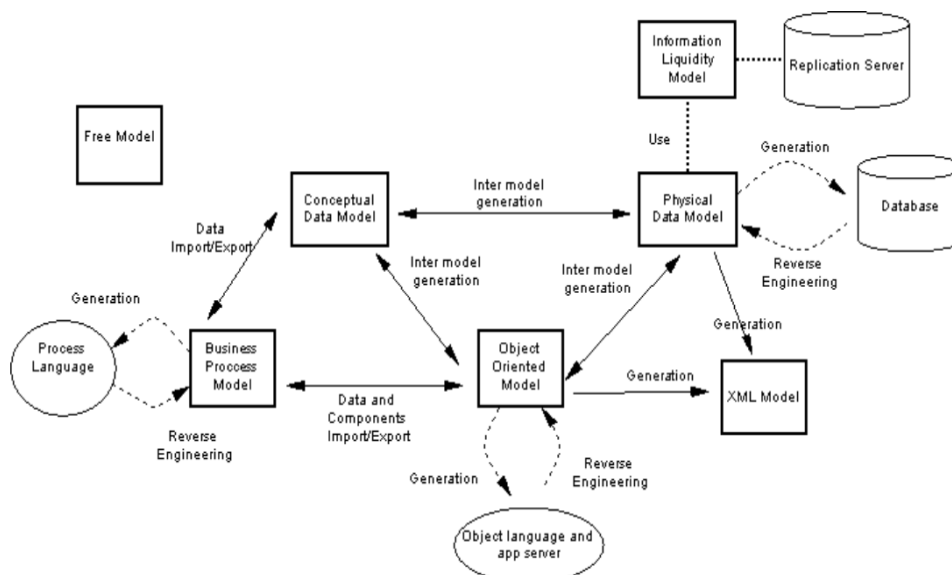 Information
Liquidity
Model
Replication Server
Free Model
Use
Generation
Conceptual
Data Model
Inter model
generation
Physical
Data Model
Database
Data
Import/Export
Inter model
generation
Inter model
generation
Reverse
Engineering
Generation
Generation
Process
Language
Business
Proccess
Model
Object
Oriented
Model
Generation
XML Model
Data and
Components
Import/Export
Reverse
Engineering
Generation
Reverse
Engineering
Object language and
app server